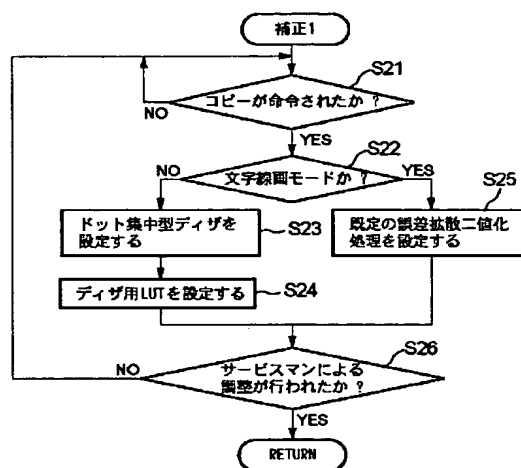 補正1
S21
コピーが命令されたか ?
NO
YES
S22
NO
文字線画モードか ?
YES
S25
ドット集中型ディザを
設定する
S23
既定の誤差拡散二値化
処理を設定する
ディザ用LUTを設定する
S24
S26
NO
サービスマンによる
調整が行われたか ?
YES
RETURN